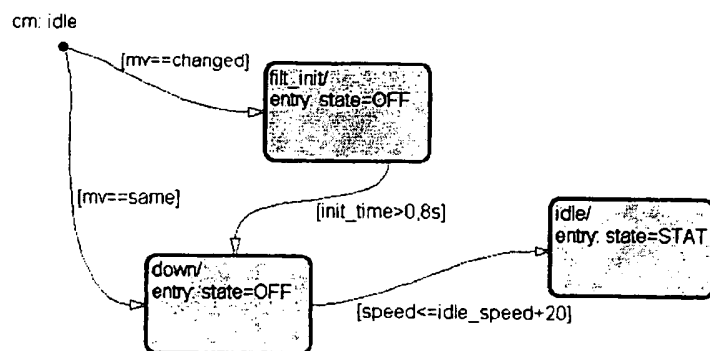 cm: idle
[mv==changed]
filt_init/
entry: state=OFF
[mv==same]
[init_time>0,8s]
idle/
entry: state=STAT
down/
entry: state=OFF
[speed<=idle_speed+20]